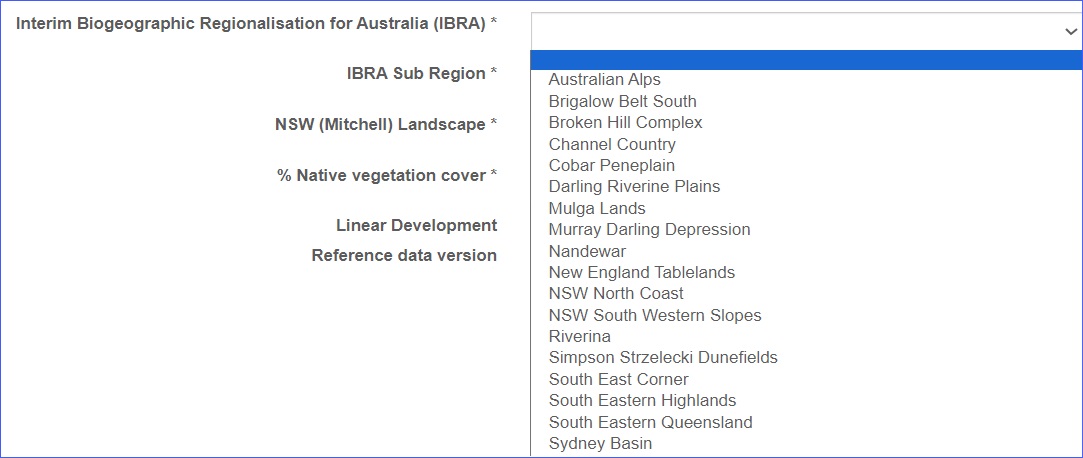 Interim Biogeographic Regionalisation for Australia (IBRA) *
IBRA Sub Region *
NSW (Mitchell) Landscape *
% Native vegetation cover *
Linear Development
Reference data version
Australian Alps
Brigalow Belt South
Broken Hill Complex
Channel Country
Cobar Peneplain
Darling Riverine Plains
Mulga Lands
Murray Darling Depression
Nandewar
New England Tablelands
NSW North Coast
NSW South Western Slopes
Riverina
Simpson Strzelecki Dunefields
South East Corner
South Eastern Highlands
South Eastern Queensland
Sydney Basin